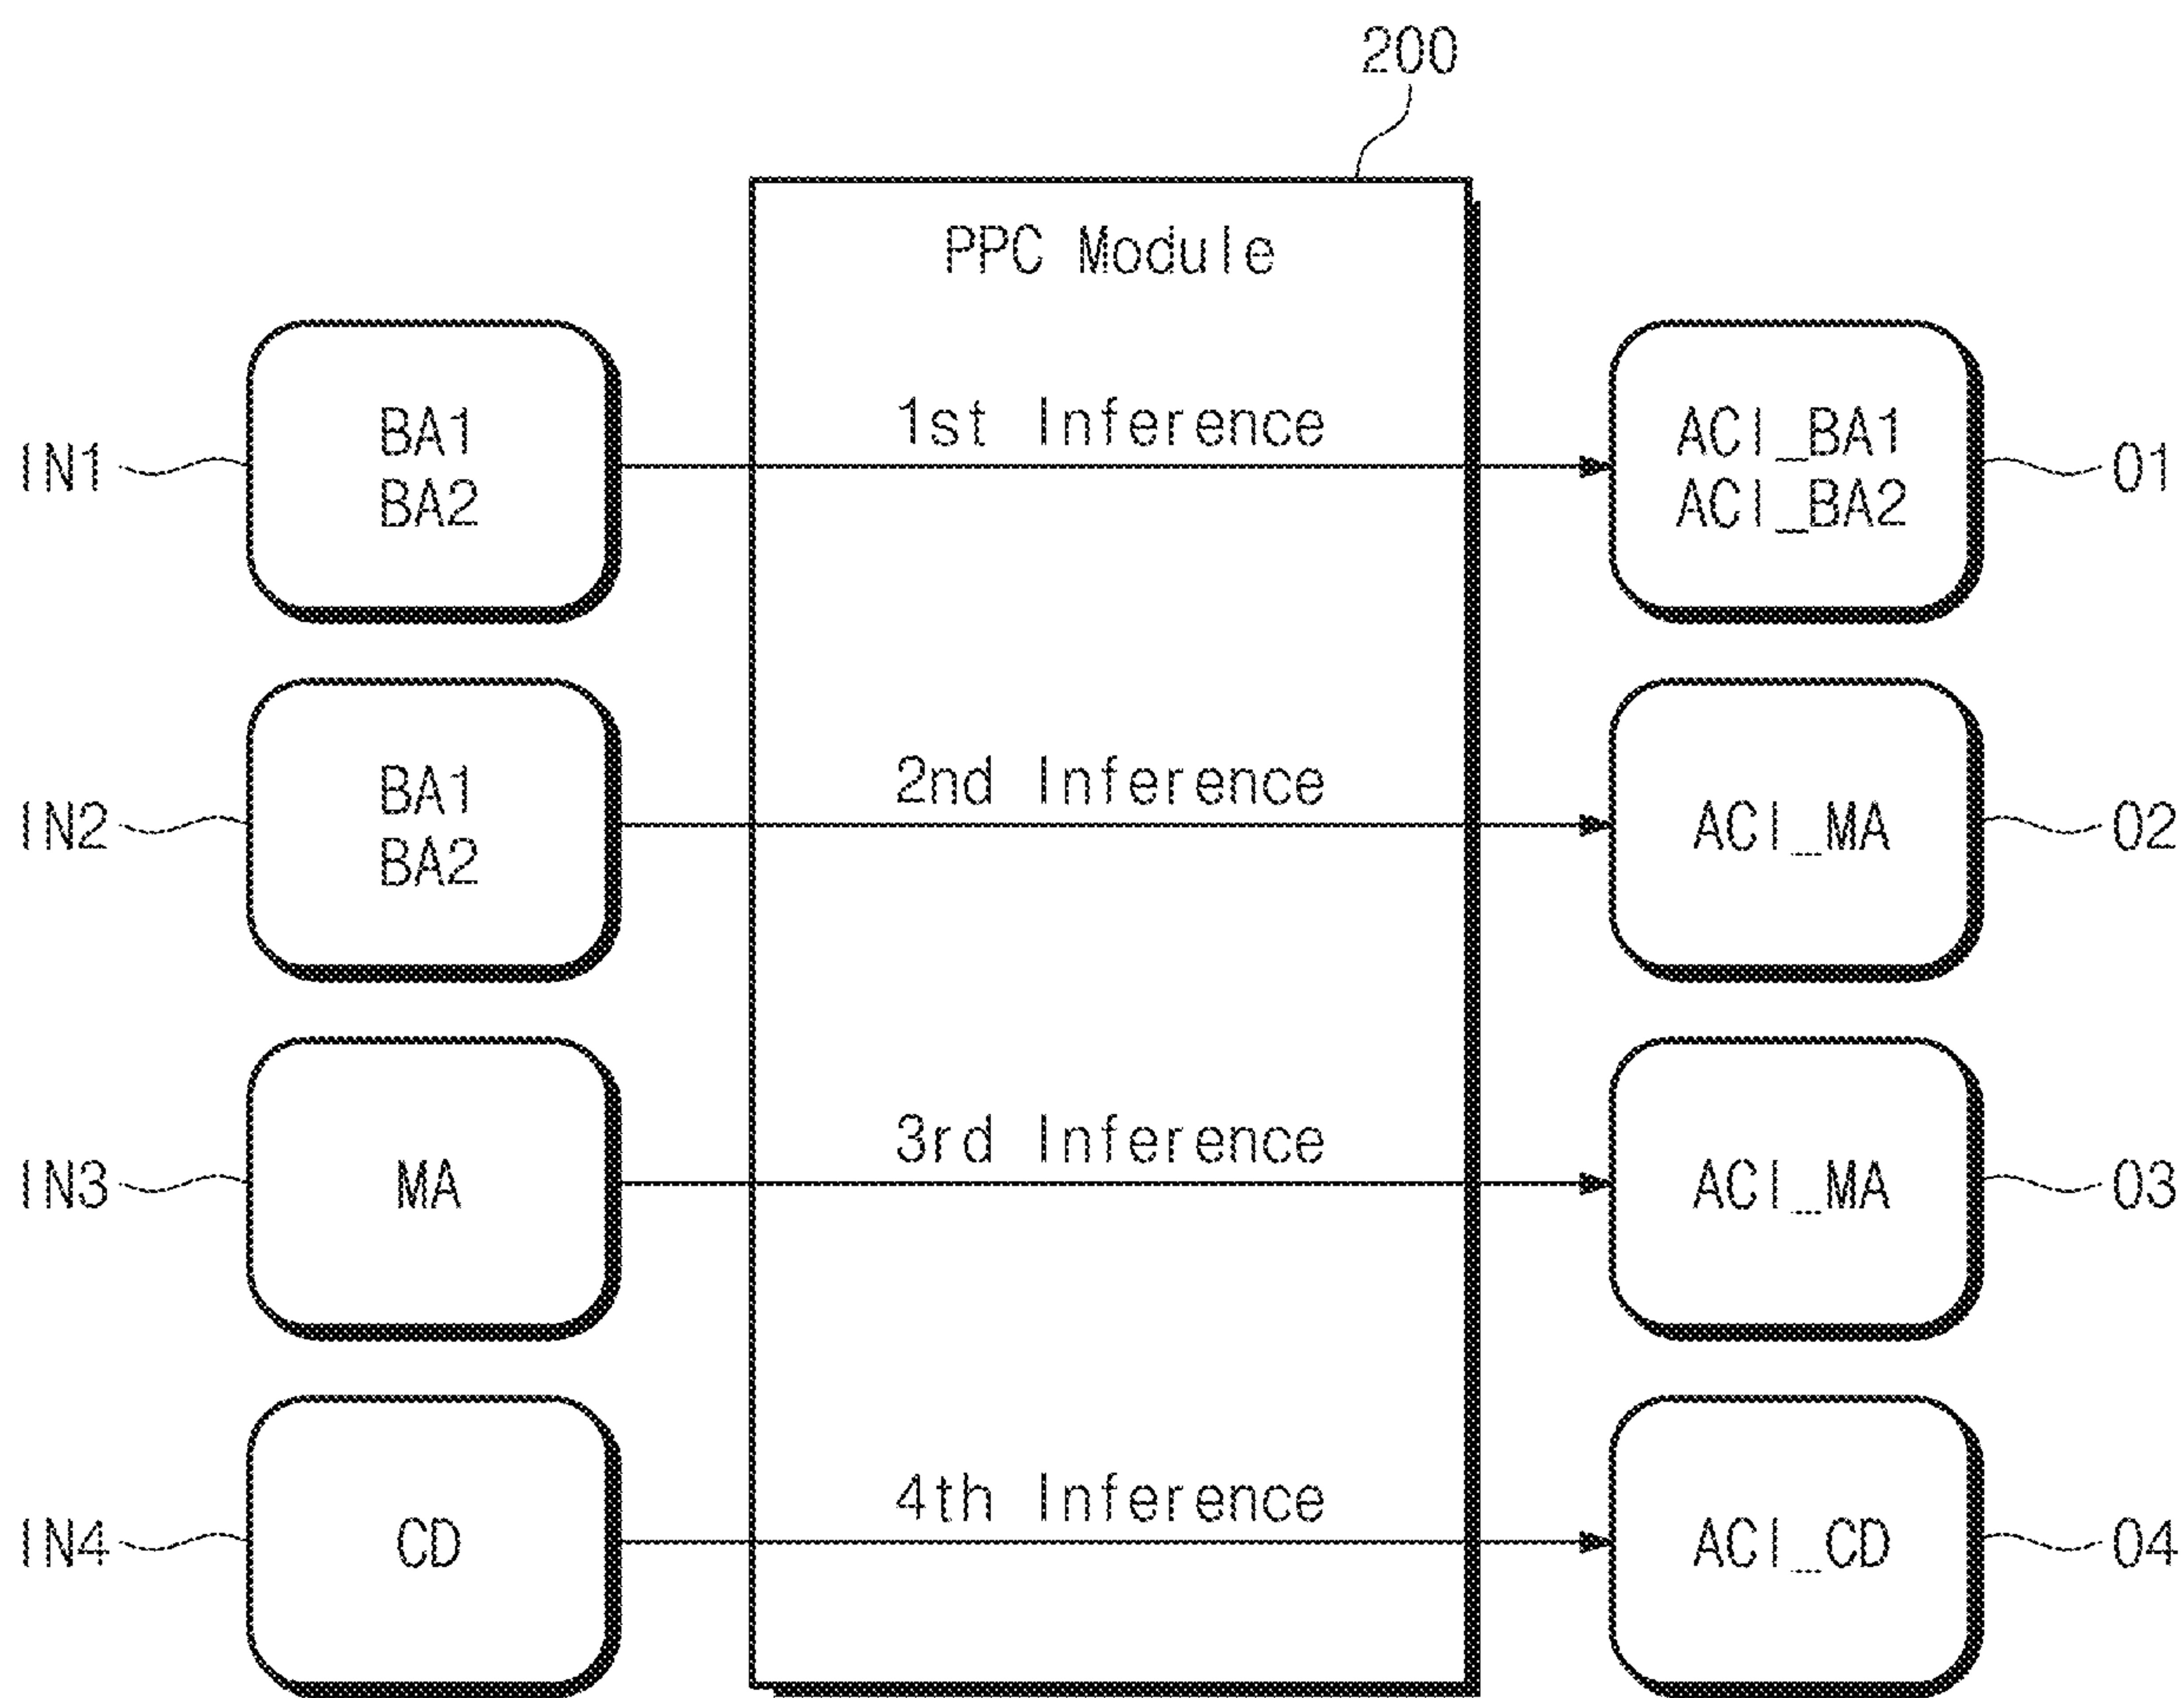 200
PPC Module
IN1
BA1
BA2
1st Inference
ACI_BA1
ACI_BA2
O1
IN2
BA1
BA2
2nd Inference
ACI_MA
O2
IN3
MA
3rd Inference
ACI_MA
O3
IN4
CD
4th Inference
ACI_CD
O4